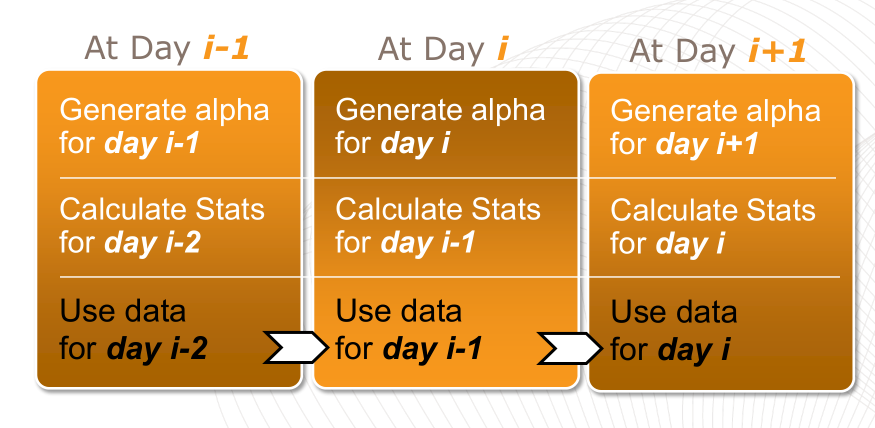 At Day i-1
Generate alpha
for day i-1
Calculate Stats
for day i-2
Use data
for day i-2
At Day i
Generate alpha
for day i
Calculate Stats
for day i-1
Use data
for day i-1
At Day i+1
Generate alpha
for day i+1
Calculate Stats
for day i
Use data
for day i